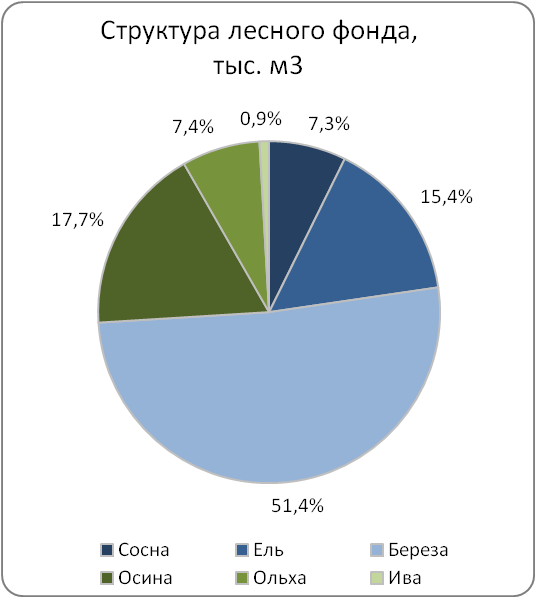 Структура лесного фонда,
тыс. м3
7,4%
0,9%
7,3%
15,4%
17,7%
51,4%
Сосна Ель Береза
Осина Ольха Ива